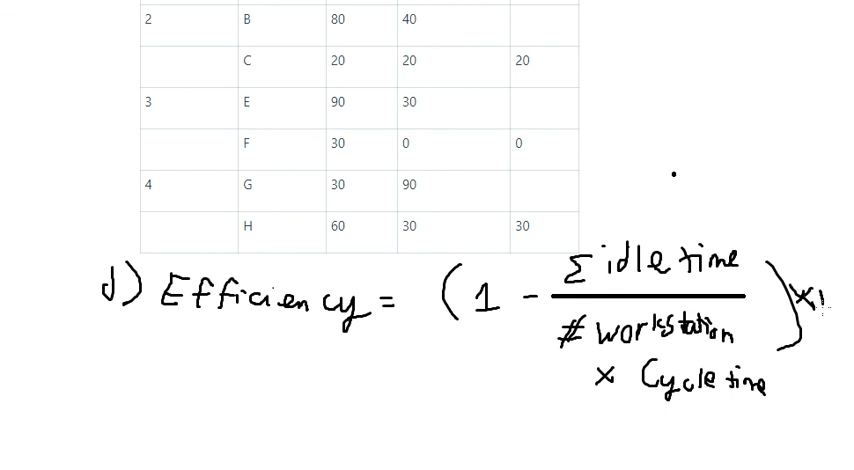 2 B 80 40
C 20 20 20
3 E 90 30
F 30 0 0
4 G 30 90
H 60 30 30
d) Efficiency = (1 - Σ idle time
# workstation
× Cycle time ) ×